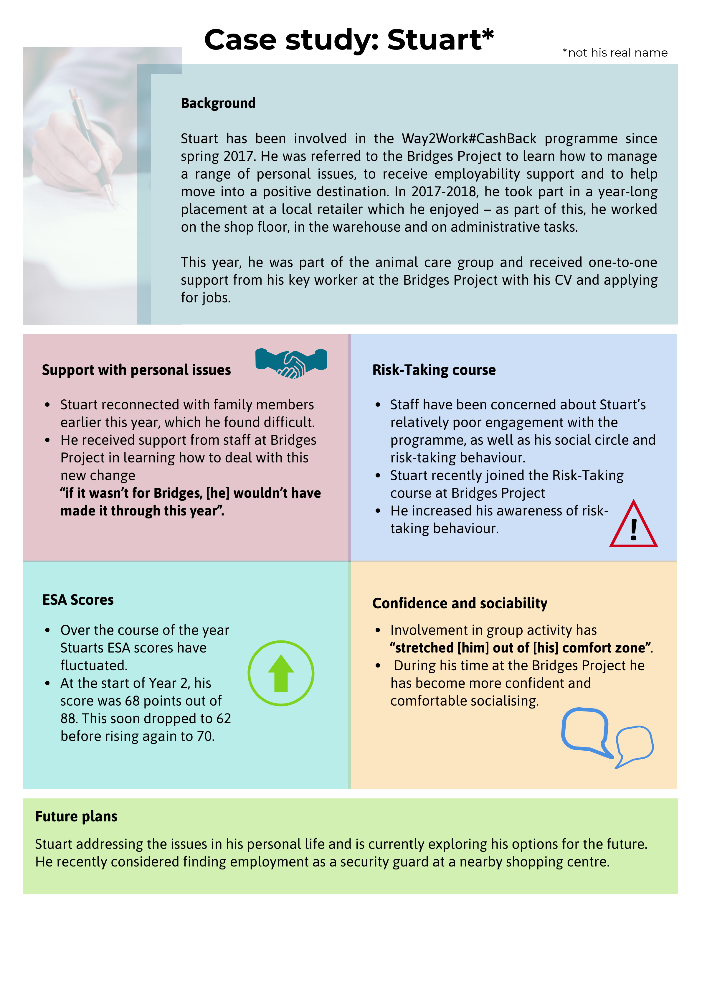 Case study: Stuart*
*not his real name
Background
Stuart has been involved in the Way2Work#CashBack programme since
spring 2017. He was referred to the Bridges Project to learn how to manage
a range of personal issues, to receive employability support and to help
move into a positive destination. In 2017-2018, he took part in a year-long
placement at a local retailer which he enjoyed – as part of this, he worked
on the shop floor, in the warehouse and on administrative tasks.
This year, he was part of the animal care group and received one-to-one
support from his key worker at the Bridges Project with his CV and applying
for jobs.
Support with personal issues
• Stuart reconnected with family members
earlier this year, which he found difficult.
• He received support from staff at Bridges
Project in learning how to deal with this
new change
“if it wasn’t for Bridges, [he] wouldn’t have
made it through this year”.
Risk-Taking course
• Staff have been concerned about Stuart’s
relatively poor engagement with the
programme, as well as his social circle and
risk-taking behaviour.
• Stuart recently joined the Risk-Taking
course at Bridges Project
• He increased his awareness of risk-
taking behaviour.
!
ESA Scores
• Over the course of the year
Stuarts ESA scores have
fluctuated.
• At the start of Year 2, his
score was 68 points out of
88. This soon dropped to 62
before rising again to 70.
Confidence and sociability
• Involvement in group activity has
“stretched [him] out of [his] comfort zone”.
• During his time at the Bridges Project he
has become more confident and
comfortable socialising.
Future plans
Stuart addressing the issues in his personal life and is currently exploring his options for the future.
He recently considered finding employment as a security guard at a nearby shopping centre.